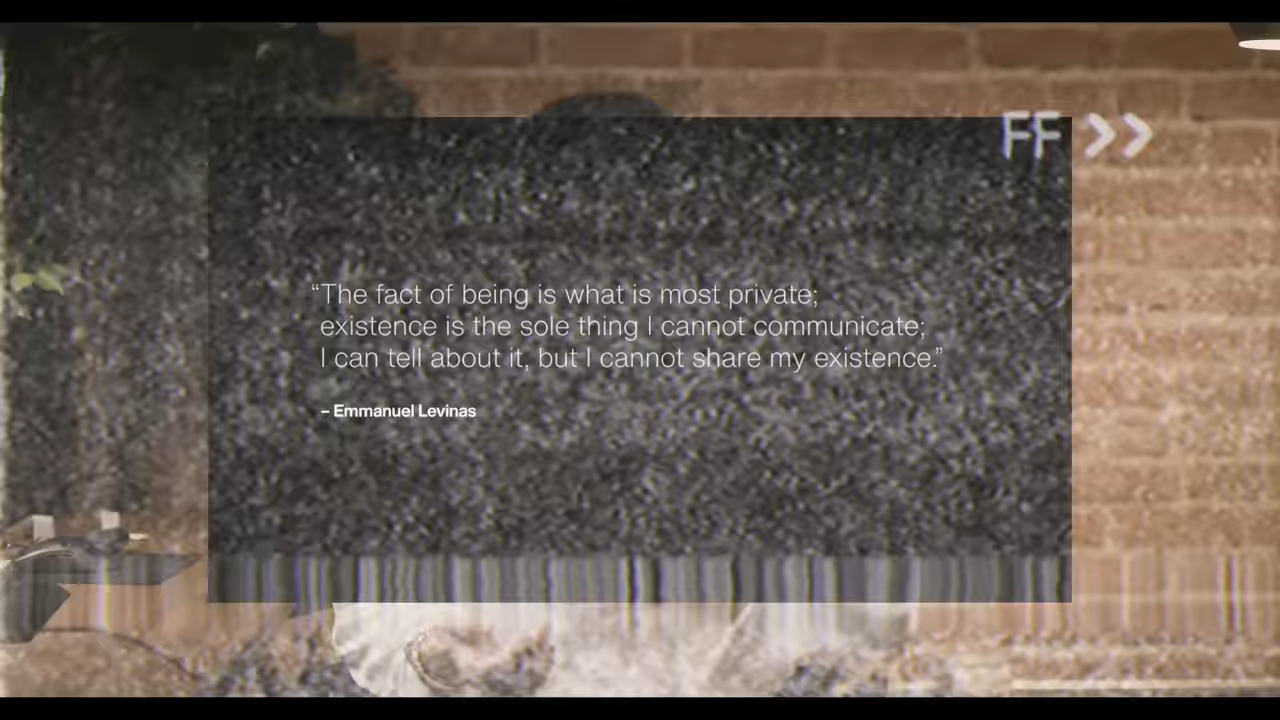 FF >>
“The fact of being is what is most private;
existence is the sole thing I cannot communicate;
I can tell about it, but I cannot share my existence.”
– Emmanuel Levinas